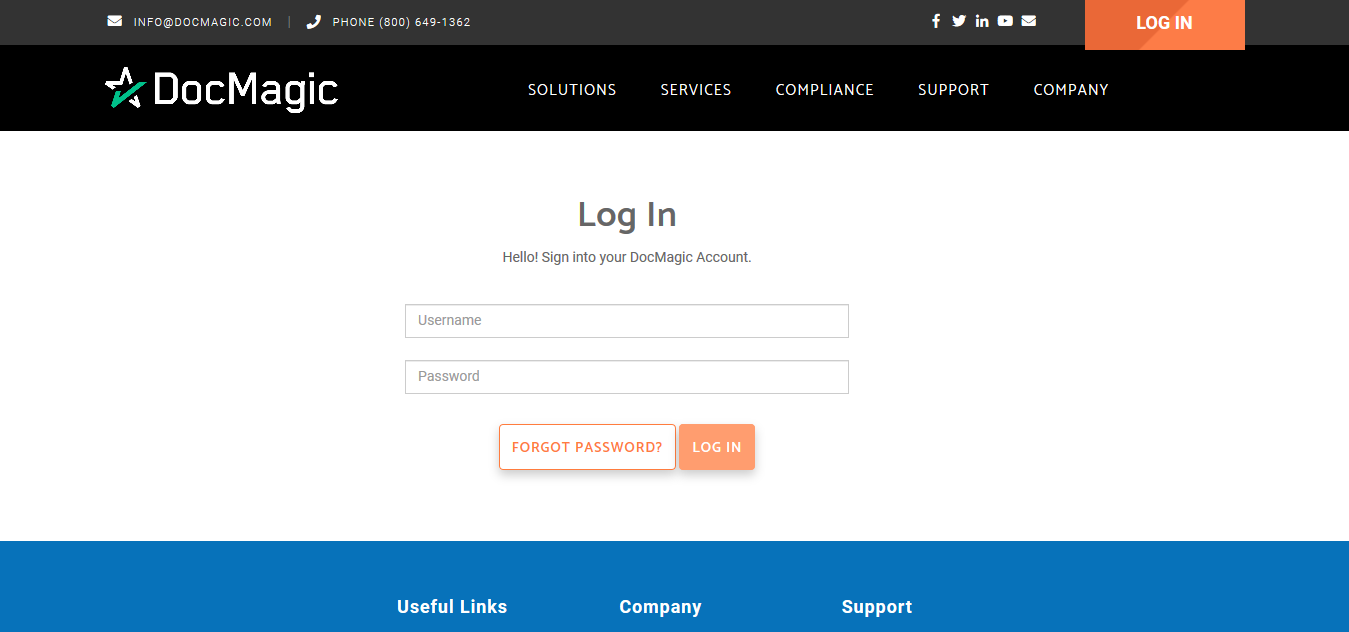 INFO@DOCMAGIC.COM | PHONE (800) 649-1362 LOG IN
DocMagic SOLUTIONS SERVICES COMPLIANCE SUPPORT COMPANY
Log In
Hello! Sign into your DocMagic Account.
Username
Password
FORGOT PASSWORD? LOG IN
Useful Links Company Support